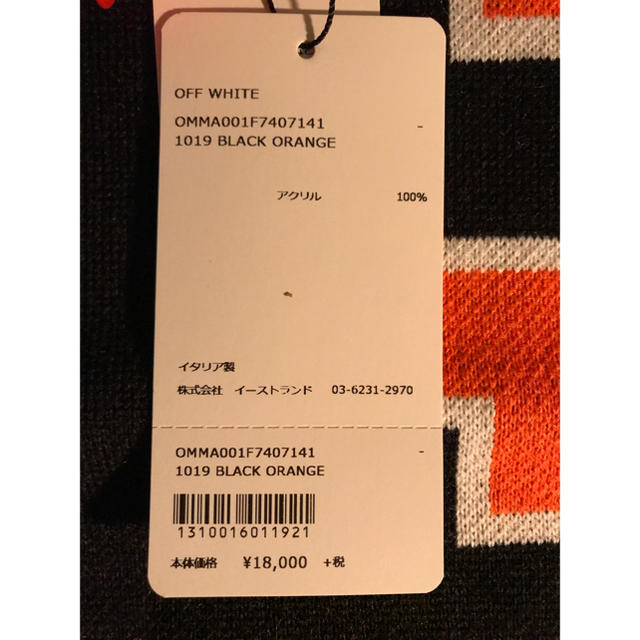 OFF WHITE
OMMA001F7407141 -
1019 BLACK ORANGE
アクリル 100%
イタリア製
株式会社 イーストランド 03-6231-2970
OMMA001F7407141 -
1019 BLACK ORANGE
1310016011921
本体価格 ¥18,000 +税